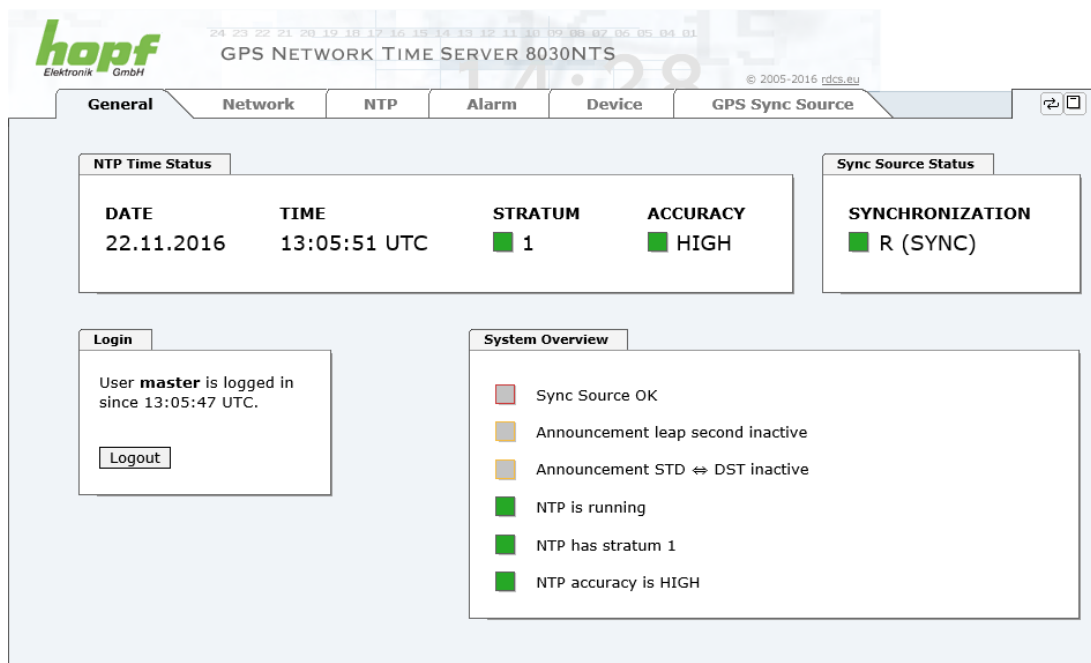 hopf
Elektronik GmbH
24 23 22 21 20 19 18 17 16 15 14 13 12 11 10 09 08 07 06 05 04 01
GPS NETWORK TIME SERVER 8030NTS
14:28
© 2005-2016 rdcs.eu
General Network NTP Alarm Device GPS Sync Source
NTP Time Status
Sync Source Status
DATE TIME STRATUM ACCURACY SYNCHRONIZATION
22.11.2016 13:05:51 UTC 1 HIGH R (SYNC)
Login
User master is logged in
since 13:05:47 UTC.
Logout
System Overview
Sync Source OK
Announcement leap second inactive
Announcement STD ⇔ DST inactive
NTP is running
NTP has stratum 1
NTP accuracy is HIGH